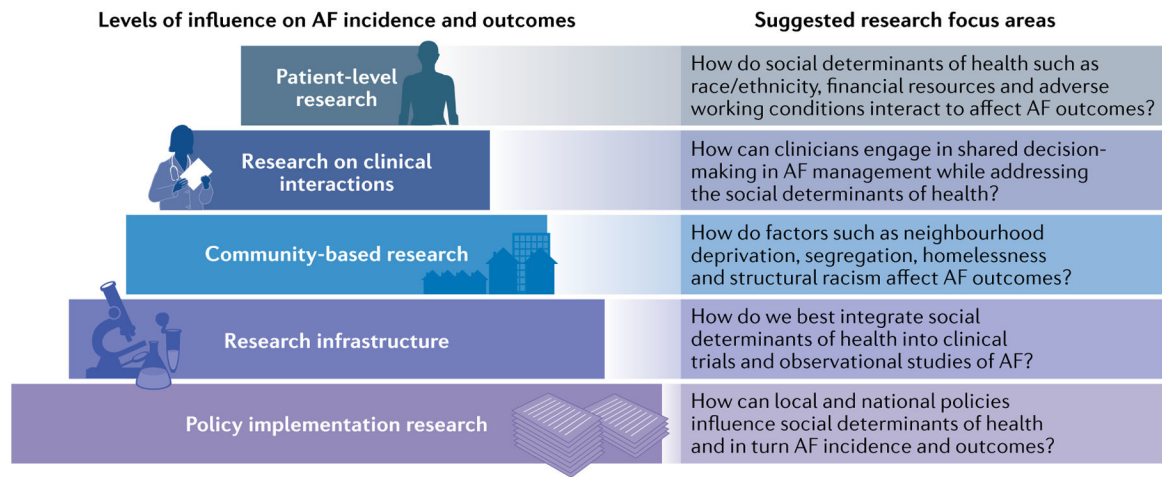 Levels of influence on AF incidence and outcomes
Suggested research focus areas
Patient-level
research
How do social determinants of health such as
race/ethnicity, financial resources and adverse
working conditions interact to affect AF outcomes?
Research on clinical
interactions
How can clinicians engage in shared decision-
making in AF management while addressing
the social determinants of health?
Community-based research
How do factors such as neighbourhood
deprivation, segregation, homelessness
and structural racism affect AF outcomes?
Research infrastructure
How do we best integrate social
determinants of health into clinical
trials and observational studies of AF?
Policy implementation research
How can local and national policies
influence social determinants of health
and in turn AF incidence and outcomes?